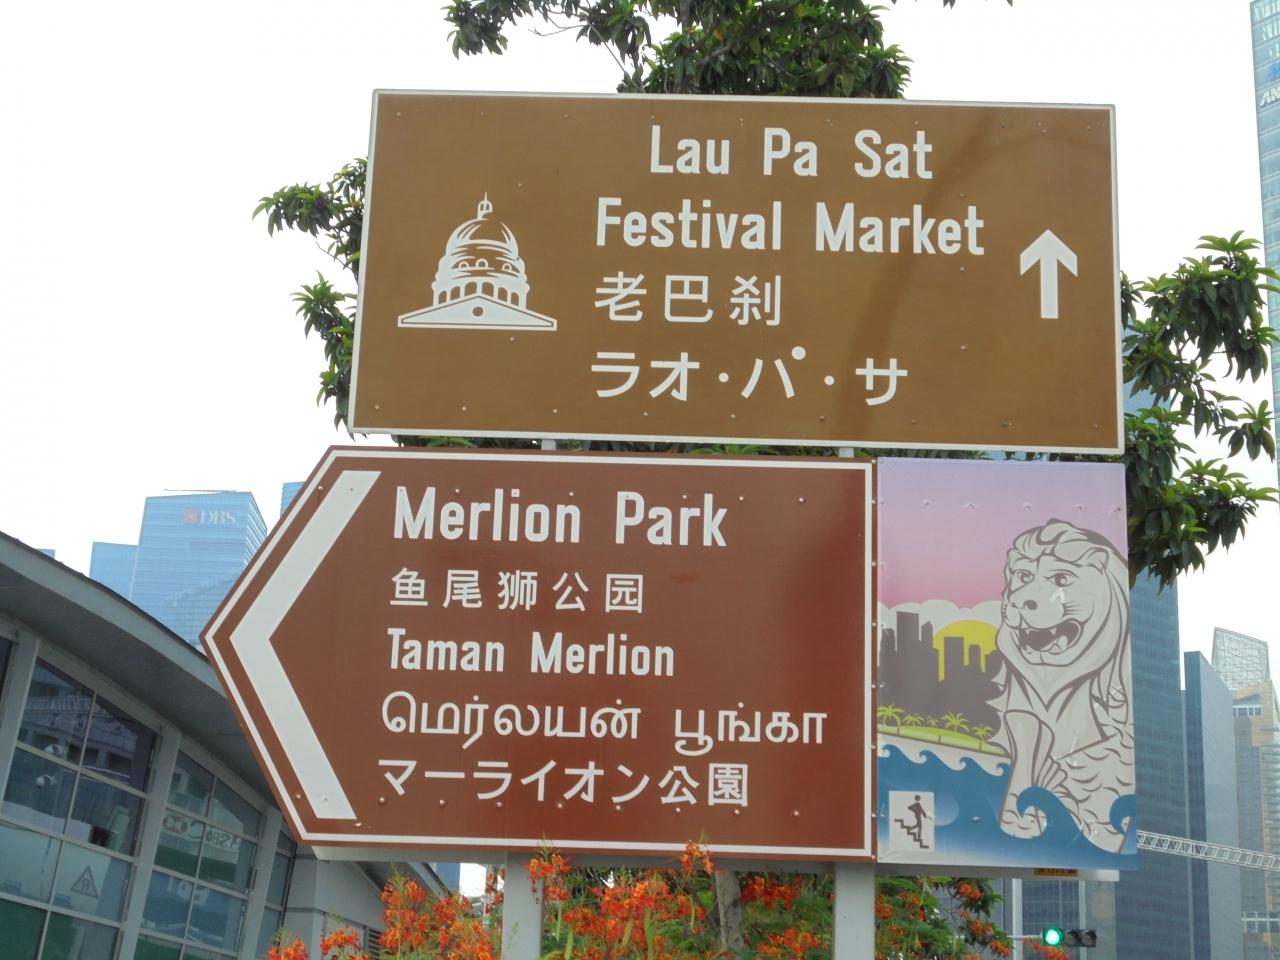 Lau Pa Sat
Festival Market
老巴刹
ラオ・パ・サ
Merlion Park
鱼尾狮公园
Taman Merlion
மெர்லயன் பூங்கா
マーライオン公園
DBS